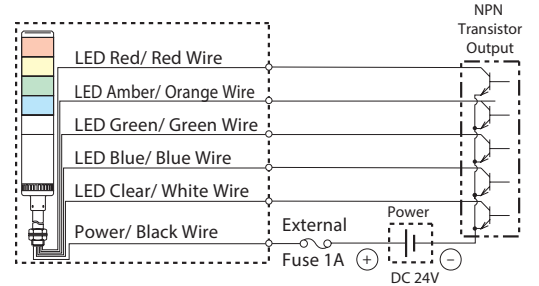 NPN
Transistor
Output
LED Red/ Red Wire
LED Amber/ Orange Wire
LED Green/ Green Wire
LED Blue/ Blue Wire
LED Clear/ White Wire
Power/ Black Wire
External
Fuse 1A
Power
+
−
DC 24V